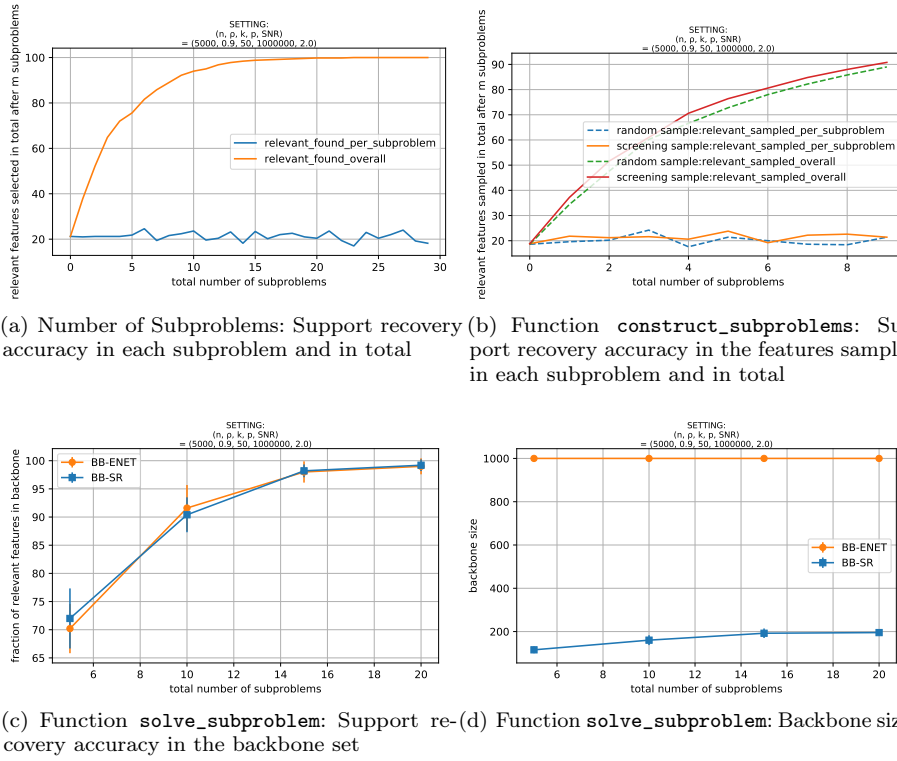 SETTING:
(n, ρ, k, p, SNR)
= (5000, 0.9, 50, 1000000, 2.0)
relevant features selected in total after m subproblems
100
80
60
40
20
relevant_found_per_subproblem
relevant_found_overall
0 5 10 15 20 25 30
total number of subproblems
(a) Number of Subproblems: Support recovery
accuracy in each subproblem and in total
SETTING:
(n, ρ, k, p, SNR)
= (5000, 0.9, 50, 1000000, 2.0)
relevant features sampled in total after m subproblems
90
80
70
60
50
40
30
20
random sample:relevant_sampled_per_subproblem
screening sample:relevant_sampled_per_subproblem
random sample:relevant_sampled_overall
screening sample:relevant_sampled_overall
0 2 4 6 8
total number of subproblems
(b) Function construct_subproblems: Su
port recovery accuracy in the features sampl
in each subproblem and in total
SETTING:
(n, ρ, k, p, SNR)
= (5000, 0.9, 50, 1000000, 2.0)
fraction of relevant features in backbone
100
95
90
85
80
75
70
65
BB-ENET
BB-SR
6 8 10 12 14 16 18 20
total number of subproblems
(c) Function solve_subproblem: Support re-
covery accuracy in the backbone set
SETTING:
(n, ρ, k, p, SNR)
= (5000, 0.9, 50, 1000000, 2.0)
backbone size
1000
800
600
400
200
BB-ENET
BB-SR
6 8 10 12 14 16 18 20
total number of subproblems
(d) Function solve_subproblem: Backbone siz